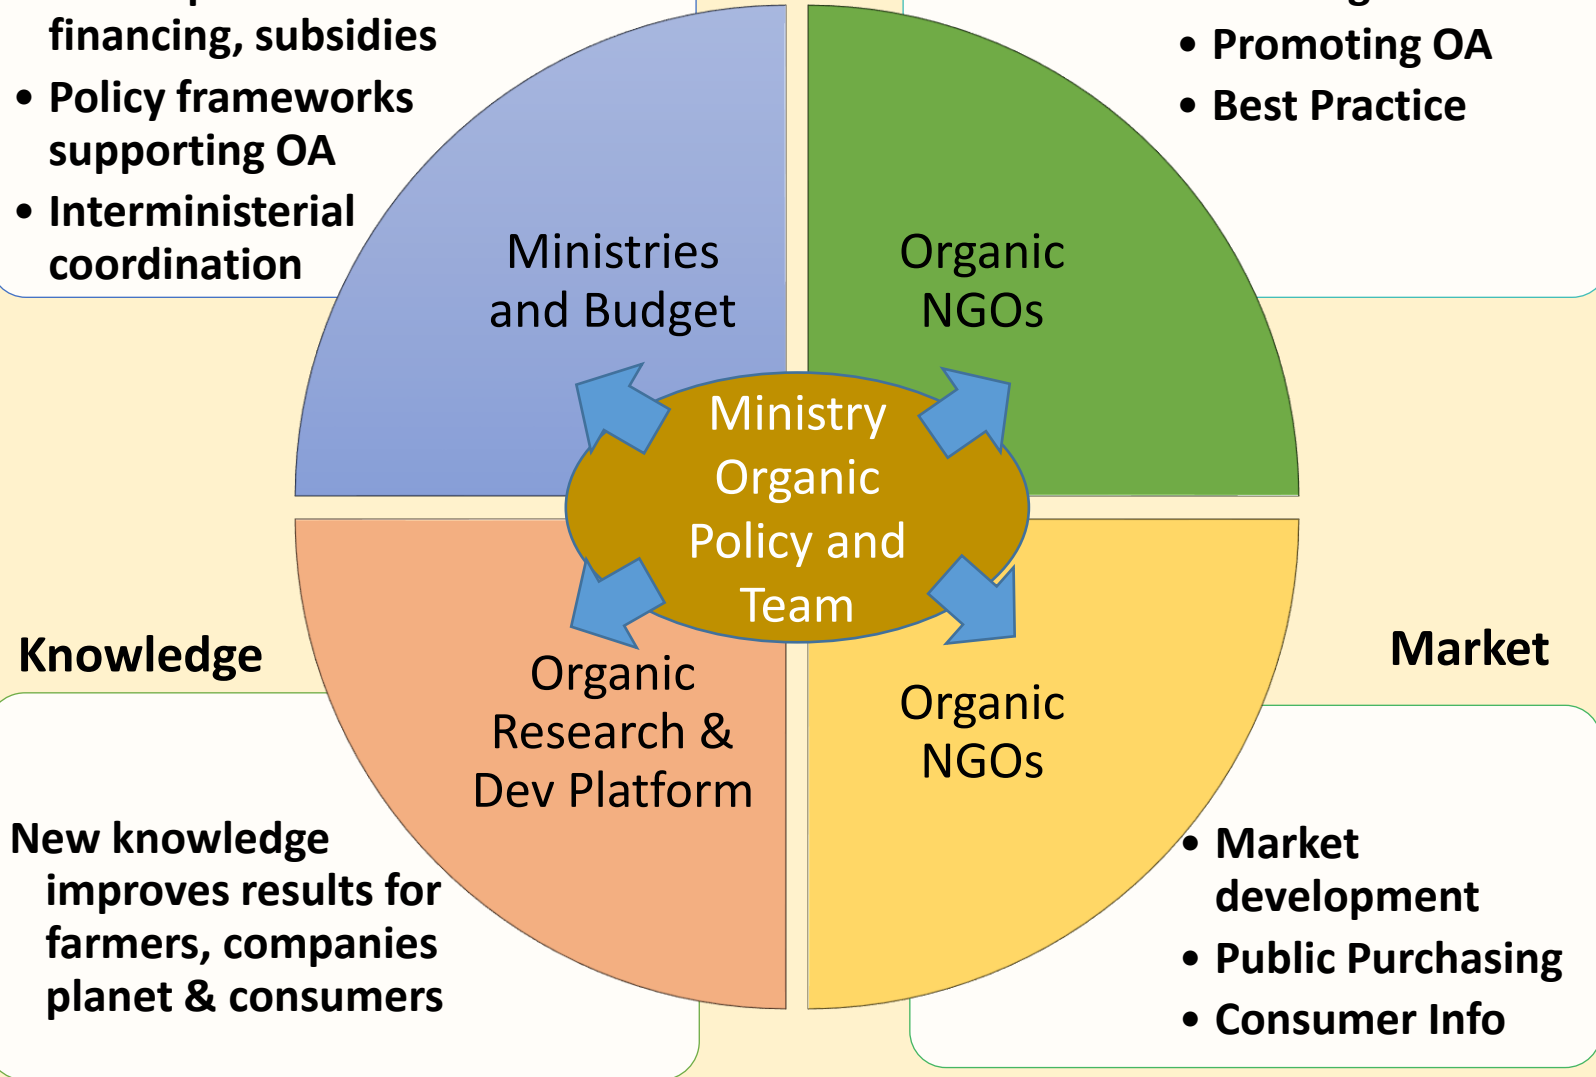 financing, subsidies
• Policy frameworks
supporting OA
• Interministerial
coordination
• Promoting OA
• Best Practice
Ministries
and Budget
Organic
NGOs
Ministry
Organic
Policy and
Team
Knowledge
Market
Organic
Research &
Dev Platform
Organic
NGOs
New knowledge
improves results for
farmers, companies
planet & consumers
• Market
development
• Public Purchasing
• Consumer Info